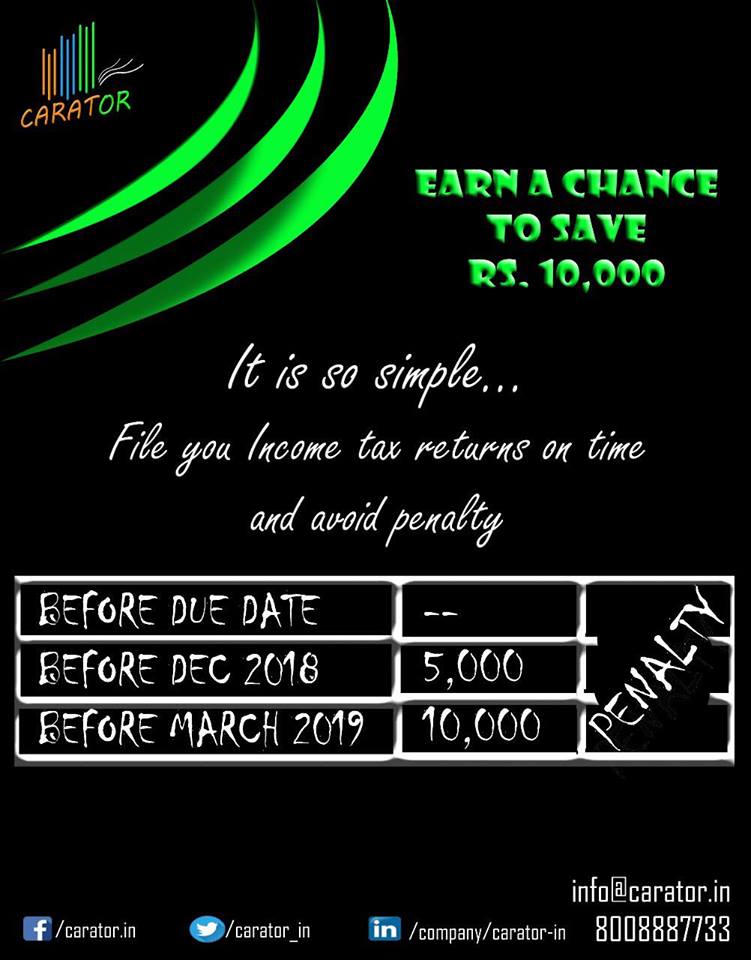 CARATOR
EARN A CHANCE
TO SAVE
RS. 10,000
It is so simple...
File you Income tax returns on time
and avoid penalty
BEFORE DUE DATE --
BEFORE DEC 2018 5,000
BEFORE MARCH 2019 10,000
PENALTY
info@carator.in
/carator.in /carator_in /company/carator-in 8008887733